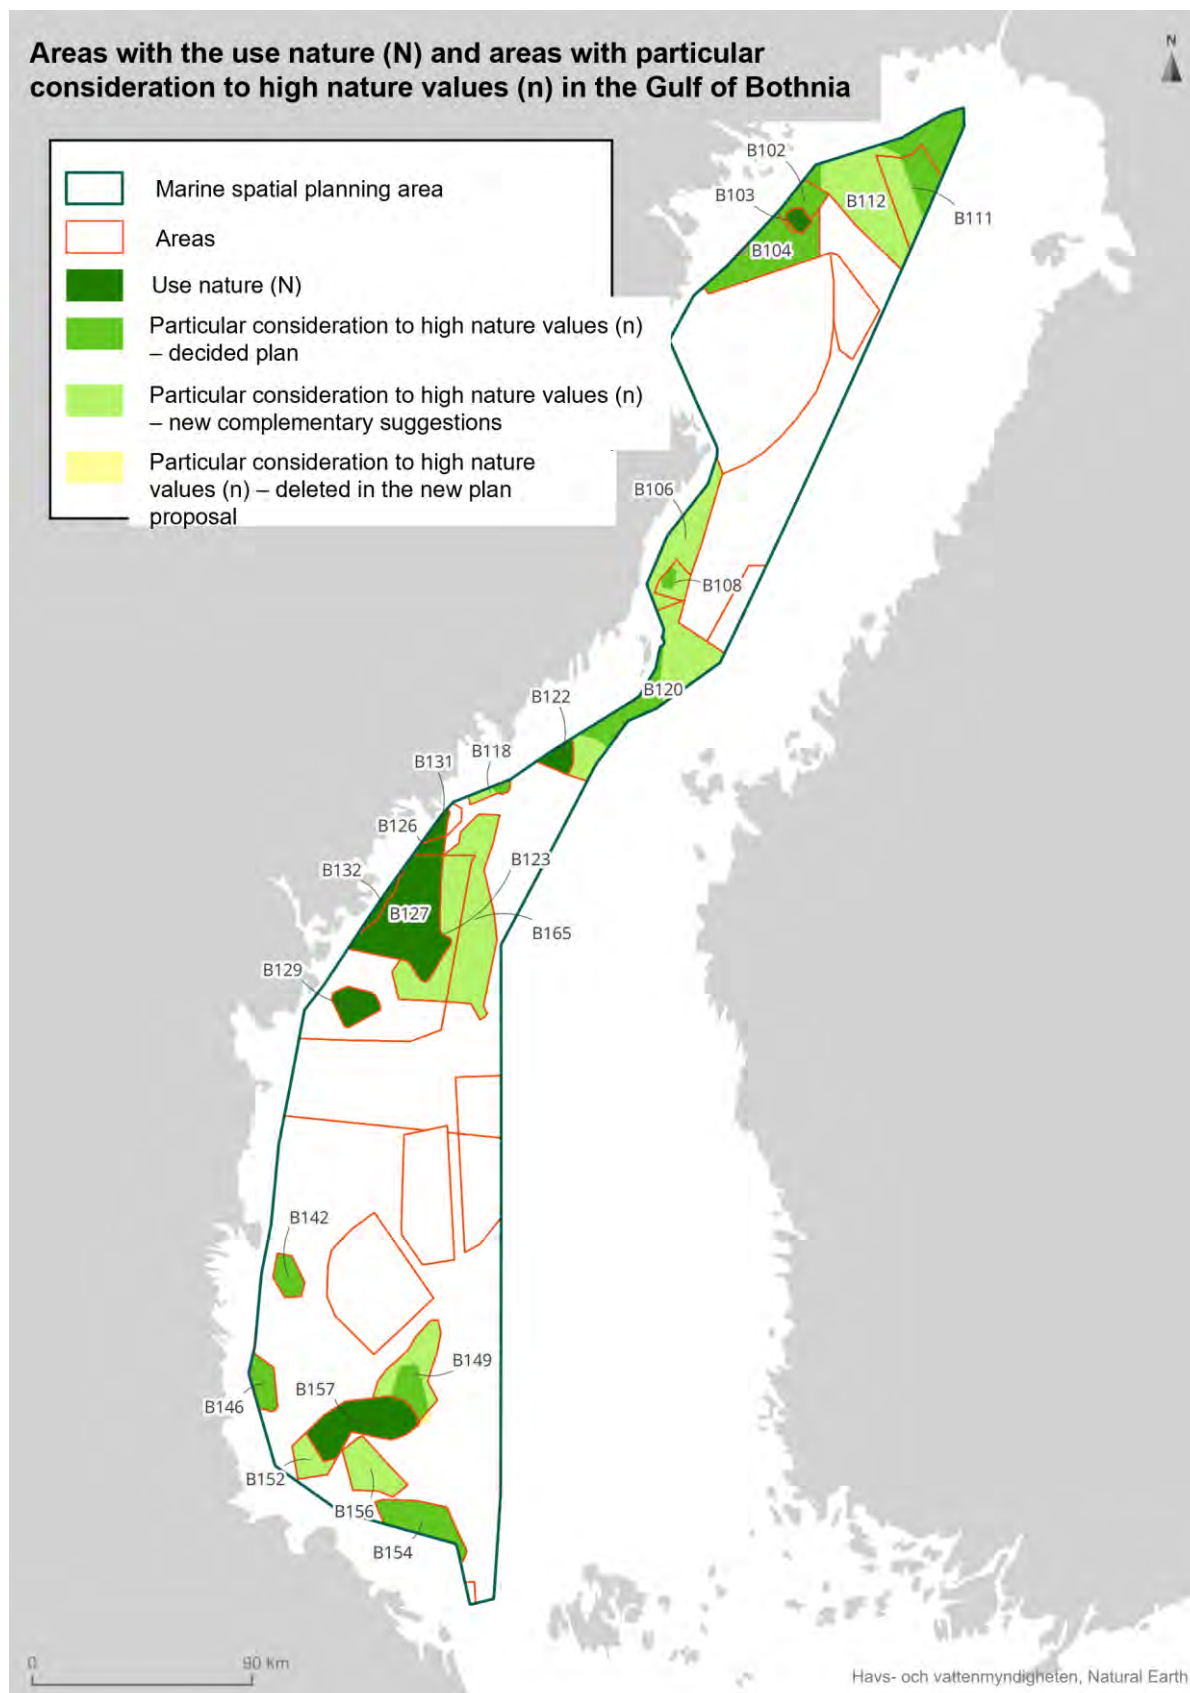 Areas with the use nature (N) and areas with particular
consideration to high nature values (n) in the Gulf of Bothnia
N
Marine spatial planning area
Areas
Use nature (N)
Particular consideration to high nature values (n)
– decided plan
Particular consideration to high nature values (n)
– new complementary suggestions
Particular consideration to high nature
values (n) – deleted in the new plan
proposal
B102
B103
B112
B111
B104
B106
B108
B120
B122
B118
B131
B126
B123
B132
B127
B165
B129
B142
B149
B157
B146
B152
B156
B154
0
90 Km
Havs- och vattenmyndigheten, Natural Earth